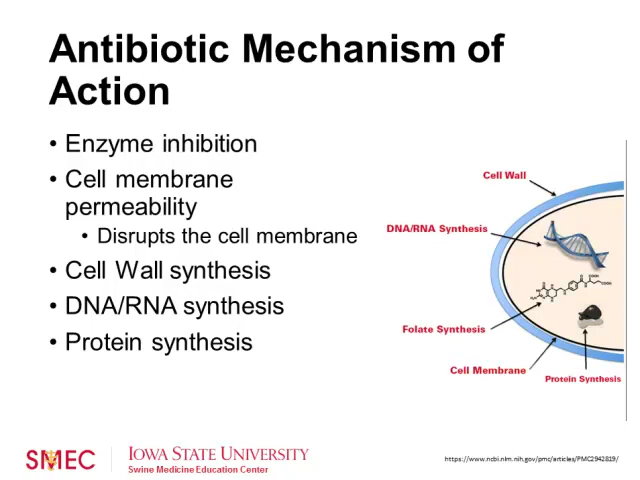 Antibiotic Mechanism of
Action
• Enzyme inhibition
• Cell membrane
permeability
• Disrupts the cell membrane
• Cell Wall synthesis
• DNA/RNA synthesis
• Protein synthesis
Cell Wall
DNA/RNA Synthesis
Folate Synthesis
Cell Membrane
Protein Synthesis
SMEC
IOWA STATE UNIVERSITY
Swine Medicine Education Center
https://www.ncbi.nlm.nih.gov/pmc/articles/PMC2942819/